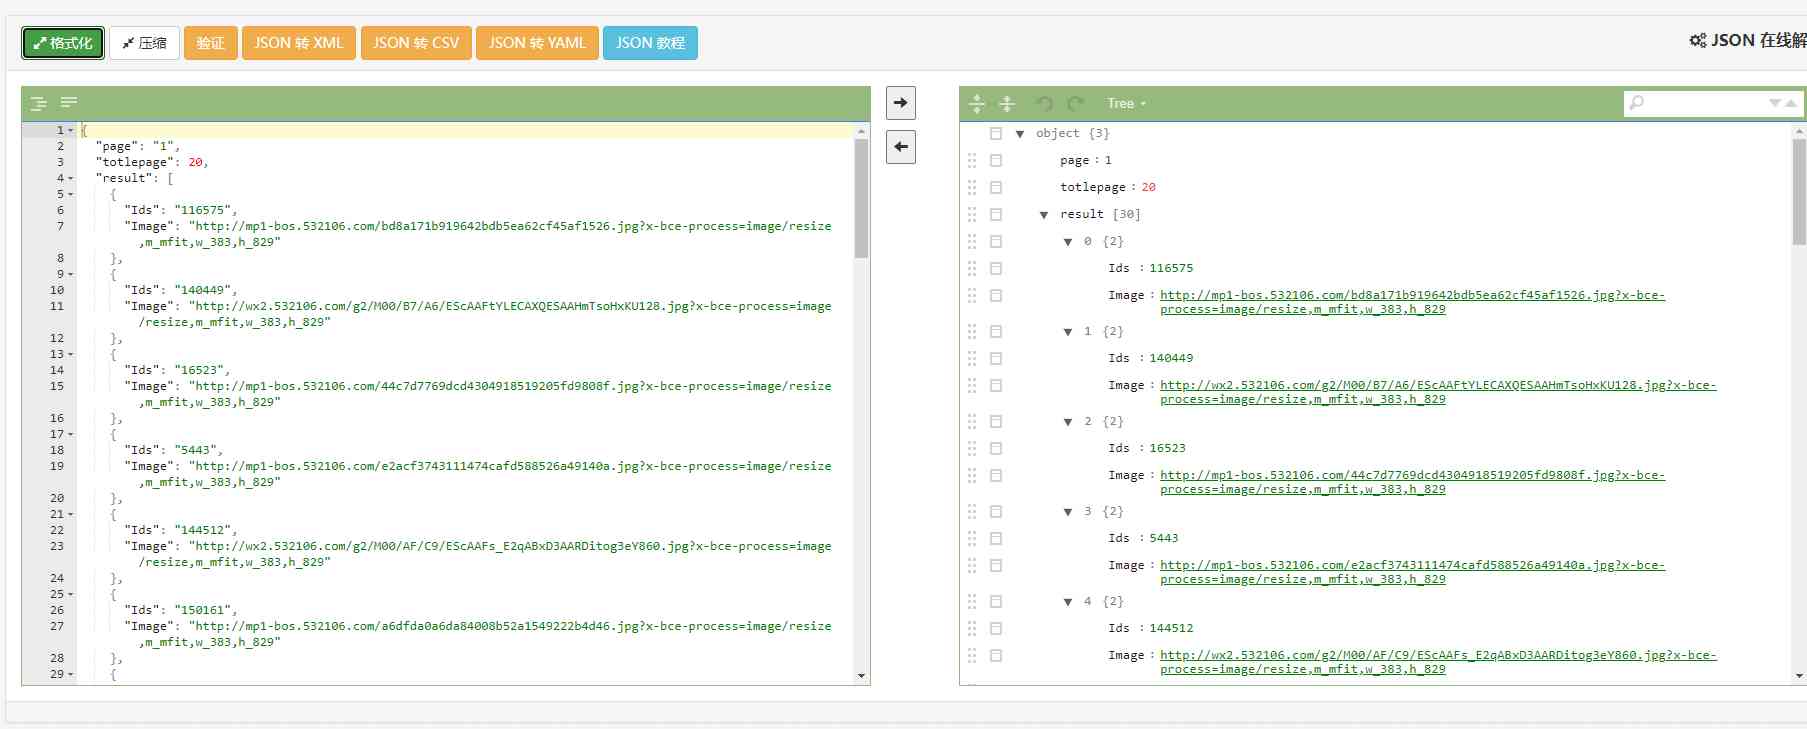 格式化 压缩 验证 JSON 转 XML JSON 转 CSV JSON 转 YAML JSON 教程 JSON 在线解
1 {
2 "page": "1",
3 "totlepage": 20,
4 "result": [
5 {
6 "Ids": "116575",
7 "Image": "http://mp1-bos.532106.com/bd8a171b919642bdb5ea62cf45af1526.jpg?x-bce-process=image/resize
,m_mfit,w_383,h_829"
8 },
9 {
10 "Ids": "140449",
11 "Image": "http://wx2.532106.com/g2/M00/B7/A6/EScAAFtYLECAXQESAAHmTsoHxKU128.jpg?x-bce-process=image
/resize,m_mfit,w_383,h_829"
12 },
13 {
14 "Ids": "16523",
15 "Image": "http://mp1-bos.532106.com/44c7d7769dcd4304918519205fd9808f.jpg?x-bce-process=image/resize
,m_mfit,w_383,h_829"
16 },
17 {
18 "Ids": "5443",
19 "Image": "http://mp1-bos.532106.com/e2acf3743111474cafd588526a49140a.jpg?x-bce-process=image/resize
,m_mfit,w_383,h_829"
20 },
21 {
22 "Ids": "144512",
23 "Image": "http://wx2.532106.com/g2/M00/AF/C9/EScAAFs_E2qABxD3AARDitog3eY860.jpg?x-bce-process=image
/resize,m_mfit,w_383,h_829"
24 },
25 {
26 "Ids": "150161",
27 "Image": "http://mp1-bos.532106.com/a6dfda0a6da84008b52a1549222b4d46.jpg?x-bce-process=image/resize
,m_mfit,w_383,h_829"
28 },
29 {
Tree
object {3}
page : 1
totlepage : 20
result [30]
0 {2}
Ids : 116575
Image : http://mp1-bos.532106.com/bd8a171b919642bdb5ea62cf45af1526.jpg?x-bce-
process=image/resize,m_mfit,w_383,h_829
1 {2}
Ids : 140449
Image : http://wx2.532106.com/g2/M00/B7/A6/EScAAFtYLECAXQESAAHmTsoHxKU128.jpg?x-bce-
process=image/resize,m_mfit,w_383,h_829
2 {2}
Ids : 16523
Image : http://mp1-bos.532106.com/44c7d7769dcd4304918519205fd9808f.jpg?x-bce-
process=image/resize,m_mfit,w_383,h_829
3 {2}
Ids : 5443
Image : http://mp1-bos.532106.com/e2acf3743111474cafd588526a49140a.jpg?x-bce-
process=image/resize,m_mfit,w_383,h_829
4 {2}
Ids : 144512
Image : http://wx2.532106.com/g2/M00/AF/C9/EScAAFs_E2qABxD3AARDitog3eY860.jpg?x-bce-
process=image/resize,m_mfit,w_383,h_829